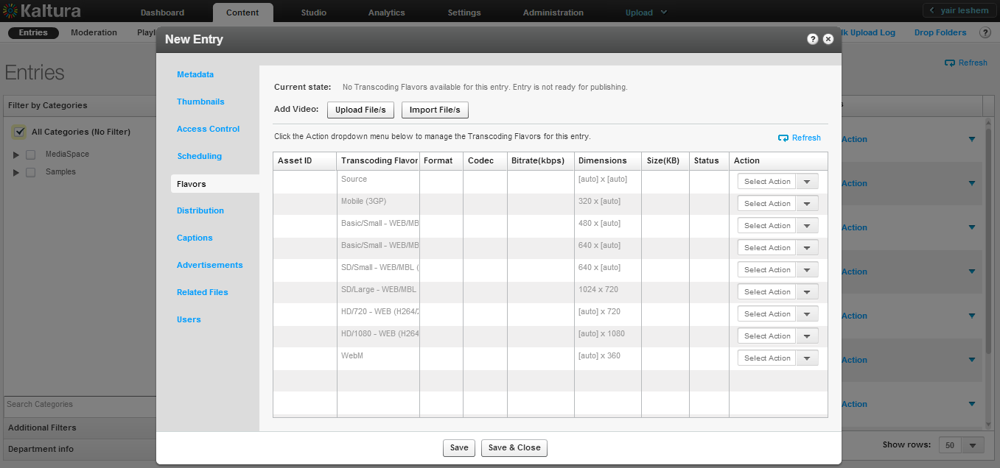 Kaltura
Dashboard
Content
Studio
Analytics
Settings
Administration
Upload
yair leshem
Entries
Moderation
Playl
lk Upload Log
Drop Folders
?
New Entry
?
Entries
Refresh
Filter by Categories
All Categories (No Filter)
MediaSpace
Samples
Search Categories
Additional Filters
Department info
Metadata
Thumbnails
Access Control
Scheduling
Flavors
Distribution
Captions
Advertisements
Related Files
Users
Current state: No Transcoding Flavors available for this entry. Entry is not ready for publishing.
Add Video: Upload File/s Import File/s
Click the Action dropdown menu below to manage the Transcoding Flavors for this entry.
Refresh
Asset ID Transcoding Flavor Format Codec Bitrate(kbps) Dimensions Size(KB) Status Action
Source [auto] x [auto] Select Action
Mobile (3GP) 320 x [auto] Select Action
Basic/Small - WEB/MB 480 x [auto] Select Action
Basic/Small - WEB/MB 640 x [auto] Select Action
SD/Small - WEB/MBL ( 640 x [auto] Select Action
SD/Large - WEB/MBL 1024 x 720 Select Action
HD/720 - WEB (H264/ [auto] x 720 Select Action
HD/1080 - WEB (H264 [auto] x 1080 Select Action
WebM [auto] x 360 Select Action
Save
Save & Close
s
Action
Action
Action
Action
Action
Action
Action
Show rows: 50